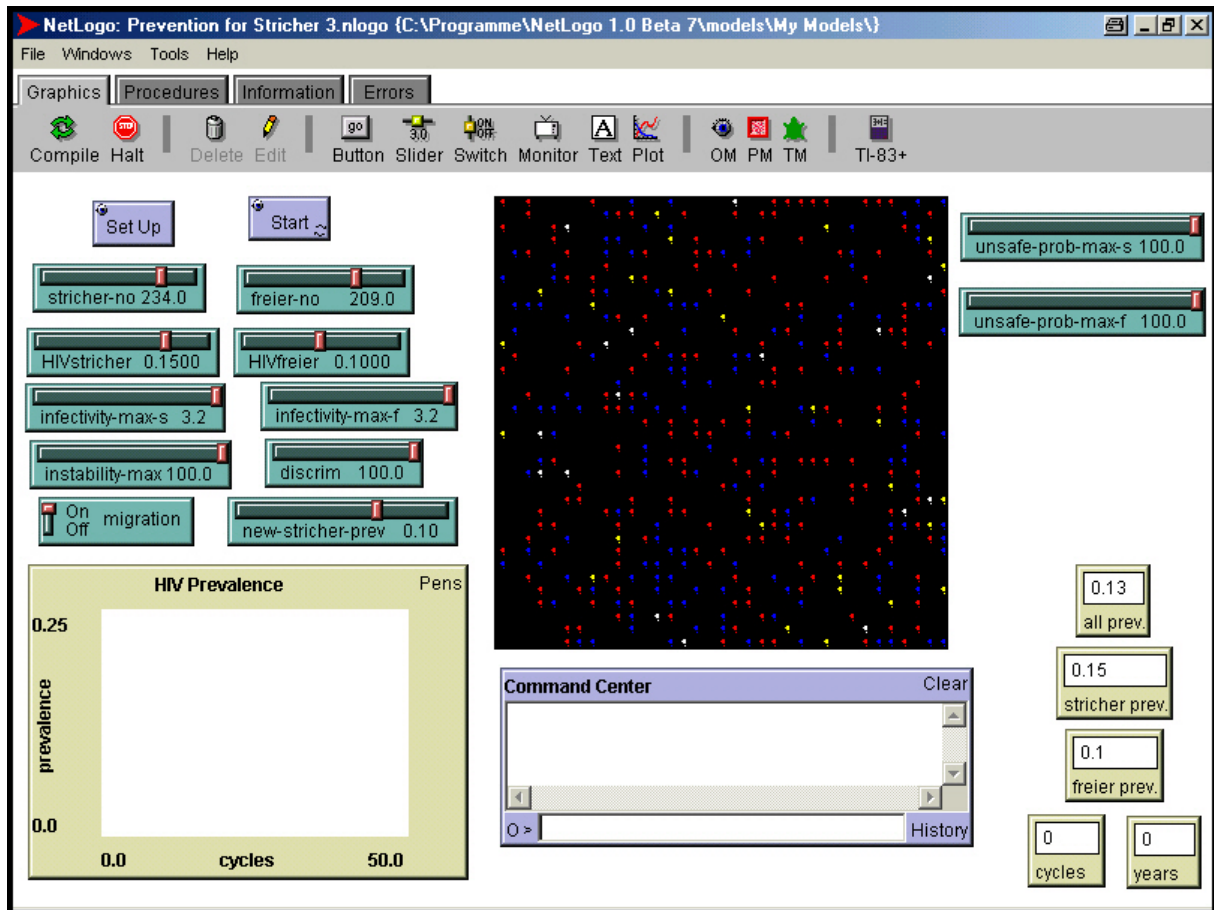 NetLogo: Prevention for Stricher 3.nlogo {C:\Programme\NetLogo 1.0 Beta 7\models\My Models\}
File Windows Tools Help
Graphics Procedures Information Errors
STOP go 3.0 ON OFF A
Compile Halt Delete Edit Button Slider Switch Monitor Text Plot OM PM TM TI-83+
Set Up Start
unsafe-prob-max-s 100.0
stricher-no 234.0 freier-no 209.0
unsafe-prob-max-f 100.0
HIVstricher 0.1500 HIVfreier 0.1000
infectivity-max-s 3.2 infectivity-max-f 3.2
instability-max 100.0 discrim 100.0
On
Off
migration
new-stricher-prev 0.10
HIV Prevalence Pens
0.25
prevalence
0.0
0.0 cycles 50.0
Command Center Clear
O > History
0.13
all prev.
0.15
stricher prev.
0.1
freier prev.
0 0
cycles years